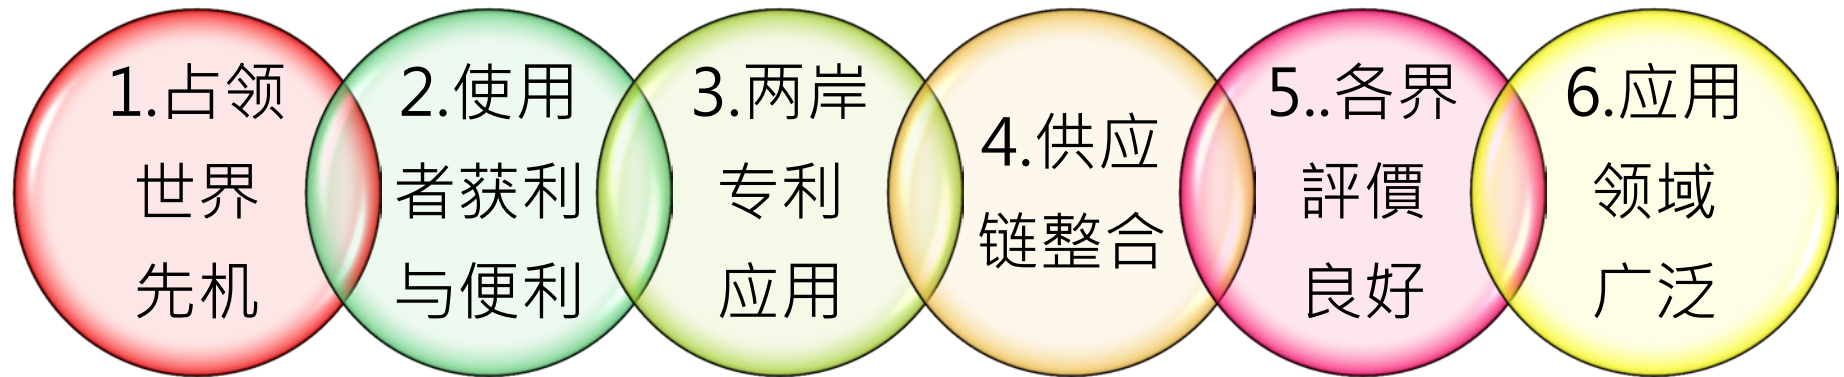 1.占领
世界
先机
2.使用
者获利
与便利
3.两岸
专利
应用
4.供应
链整合
5..各界
評價
良好
6.应用
领域
广泛